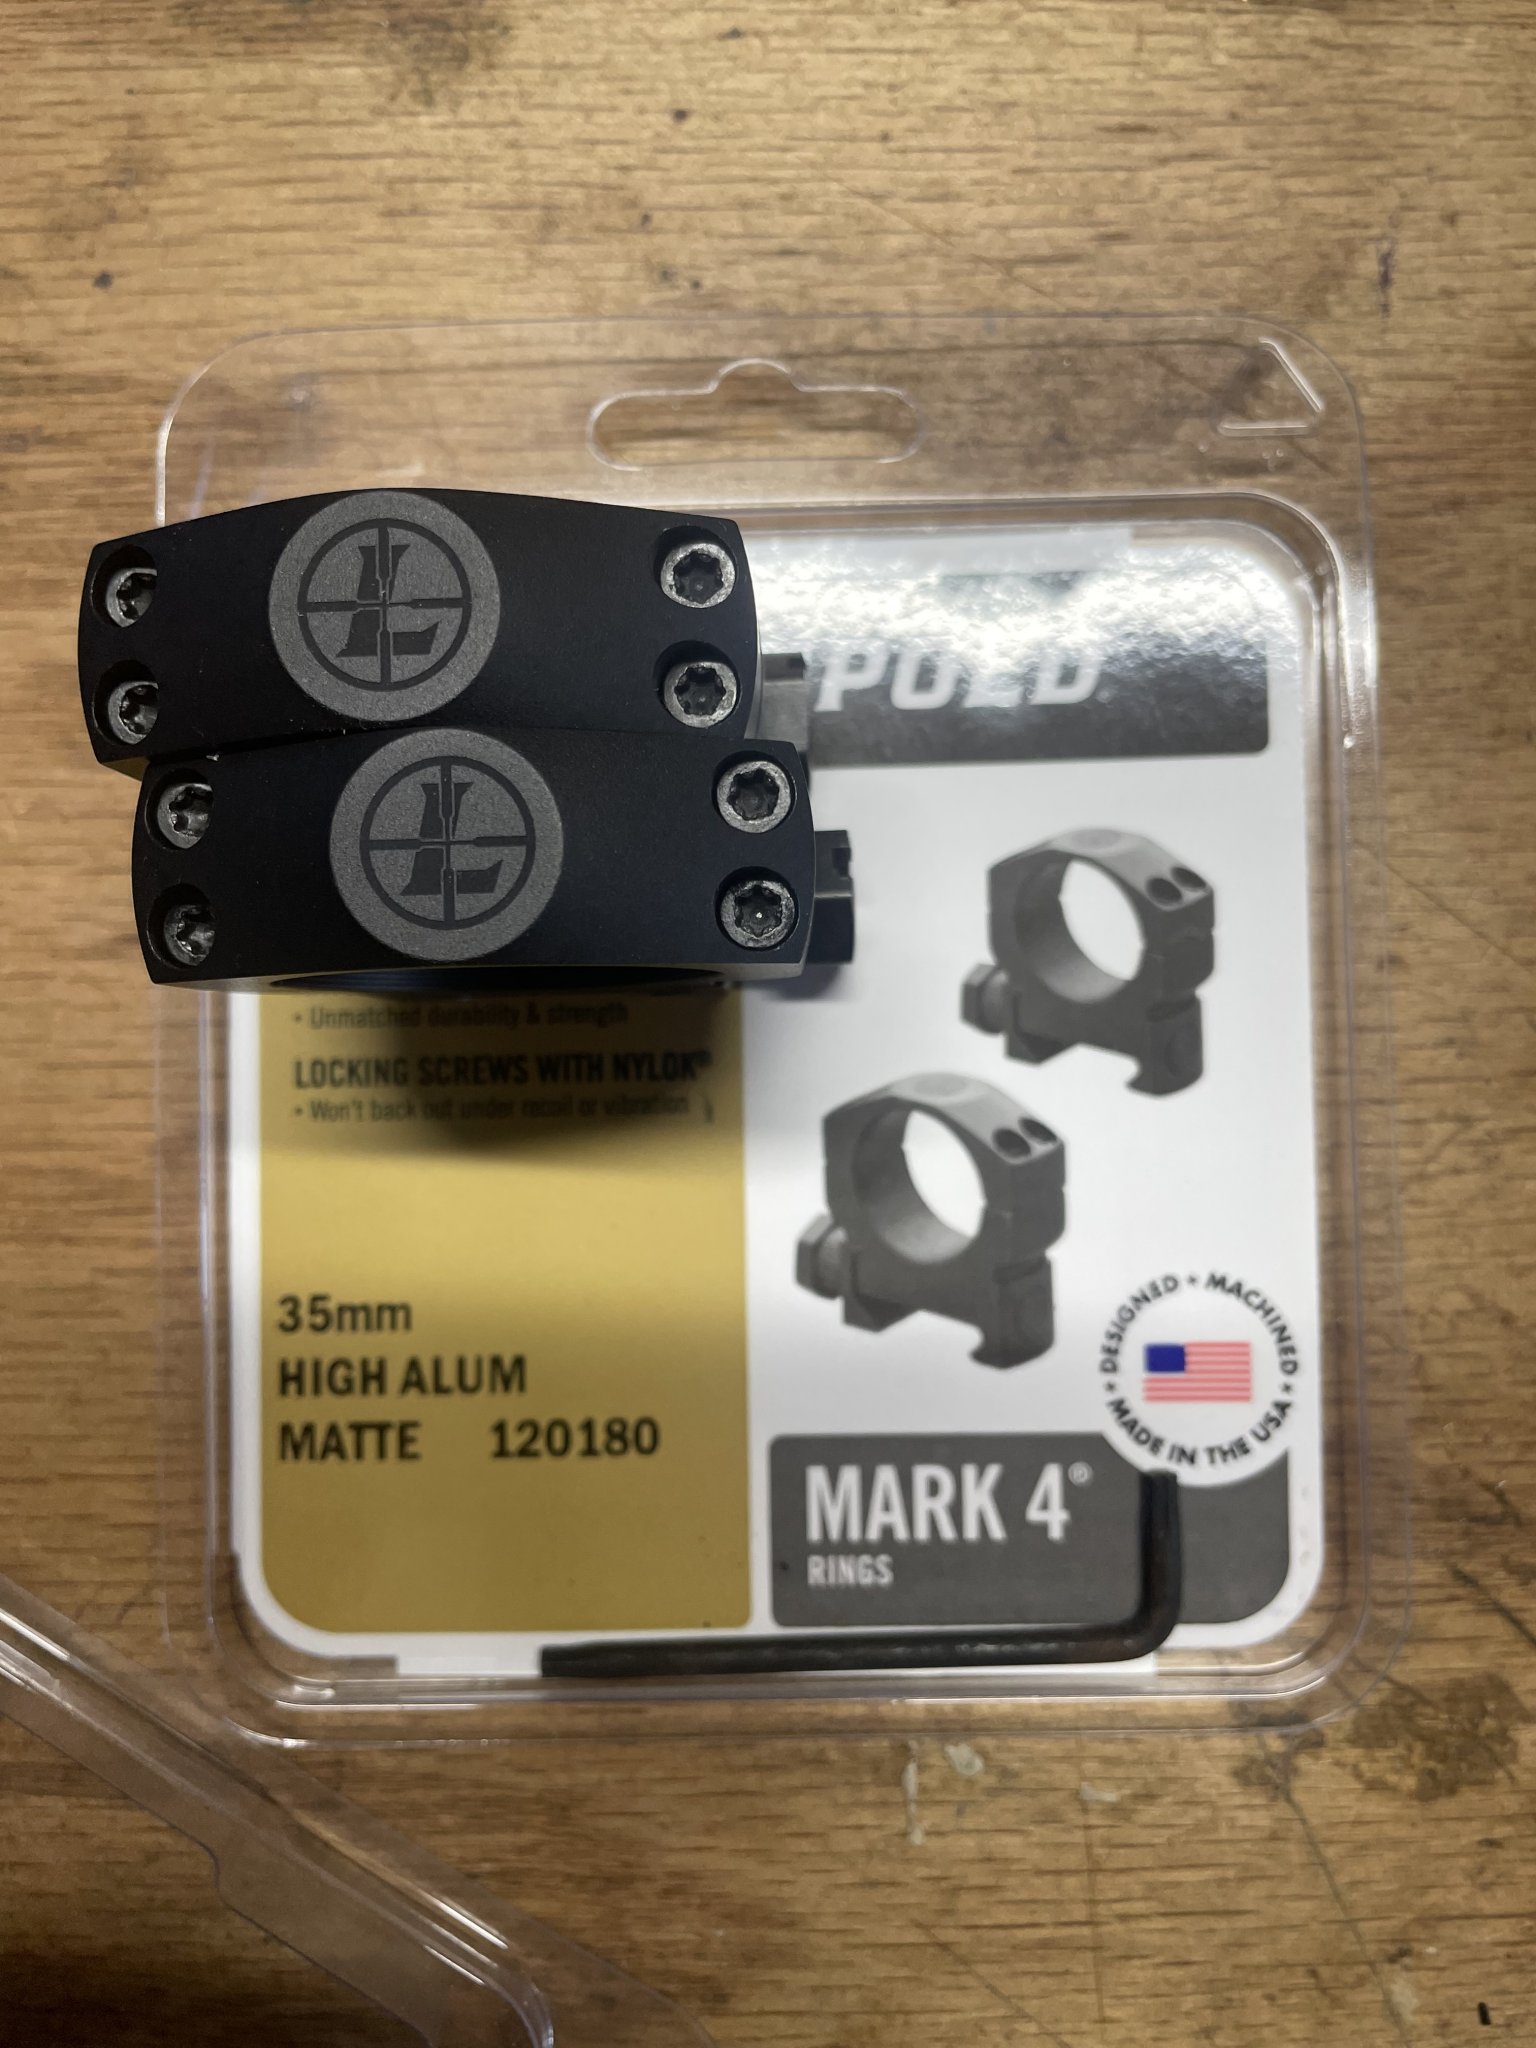 • Unmatched durability & strength
LOCKING SCREWS WITH NYLOK®
• Won't back out under recoil or vibration
35mm
HIGH ALUM
MATTE 120180
DESIGNED • MACHINED
• MADE IN THE USA •
MARK 4®
RINGS